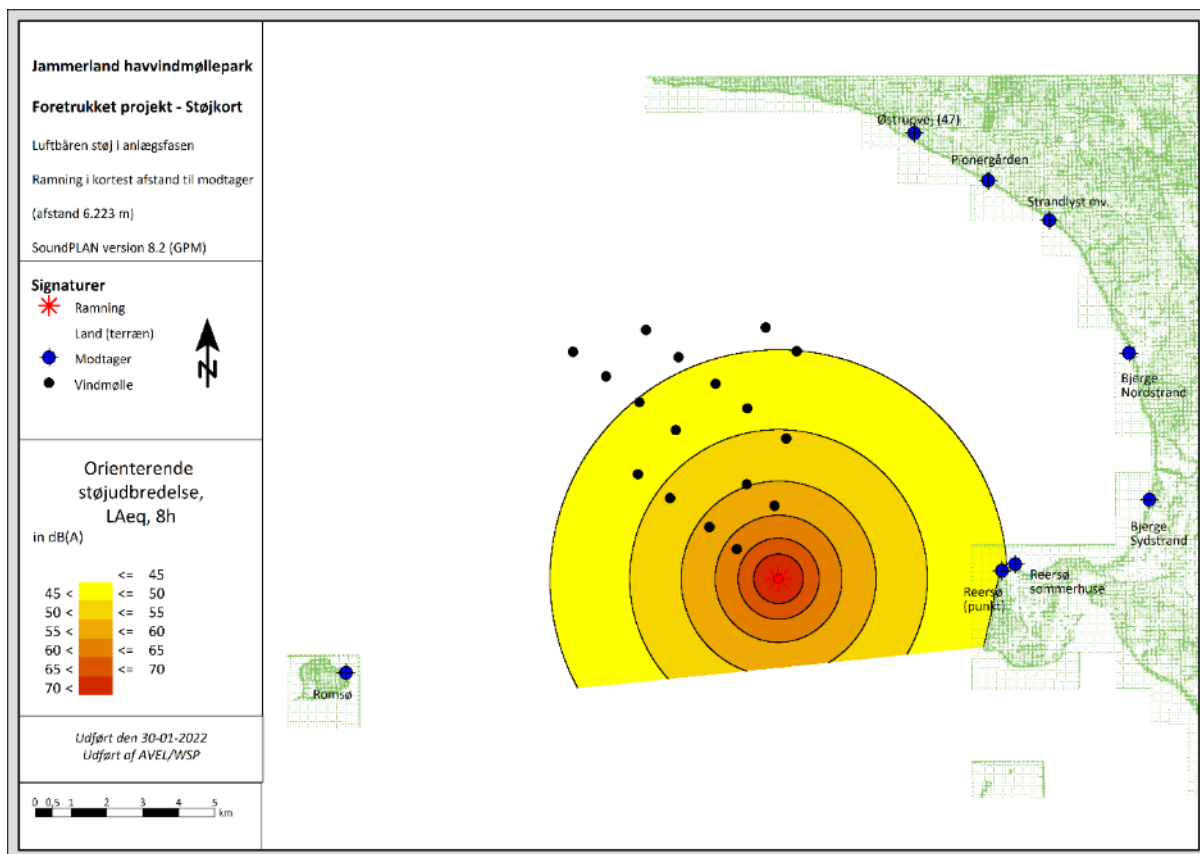 Jammerland havvindmøllepark
Foretrukket projekt - Støjkort
Luftbåren støj i anlægsfasen
Ramning i kortest afstand til modtager
(afstand 6.223 m)
SoundPLAN version 8.2 (GPM)
Signaturer
Ramning
Land (terræn)
Modtager
Vindmølle
N
Orienterende
støjudbredelse,
LAeq, 8h
in dB(A)
<= 45
45 < <= 50
50 < <= 55
55 < <= 60
60 < <= 65
65 < <= 70
70 <
Udført den 30-01-2022
Udført af AVEL/WSP
0 0,5 1 2 3 4 5
km
Østrupvej (47)
Pionergården
Strandlyst mv.
Bjerge
Nordstrand
Bjerge
Sydstrand
Reersø
(punkt)
Reersø
sommerhuse
Romsø